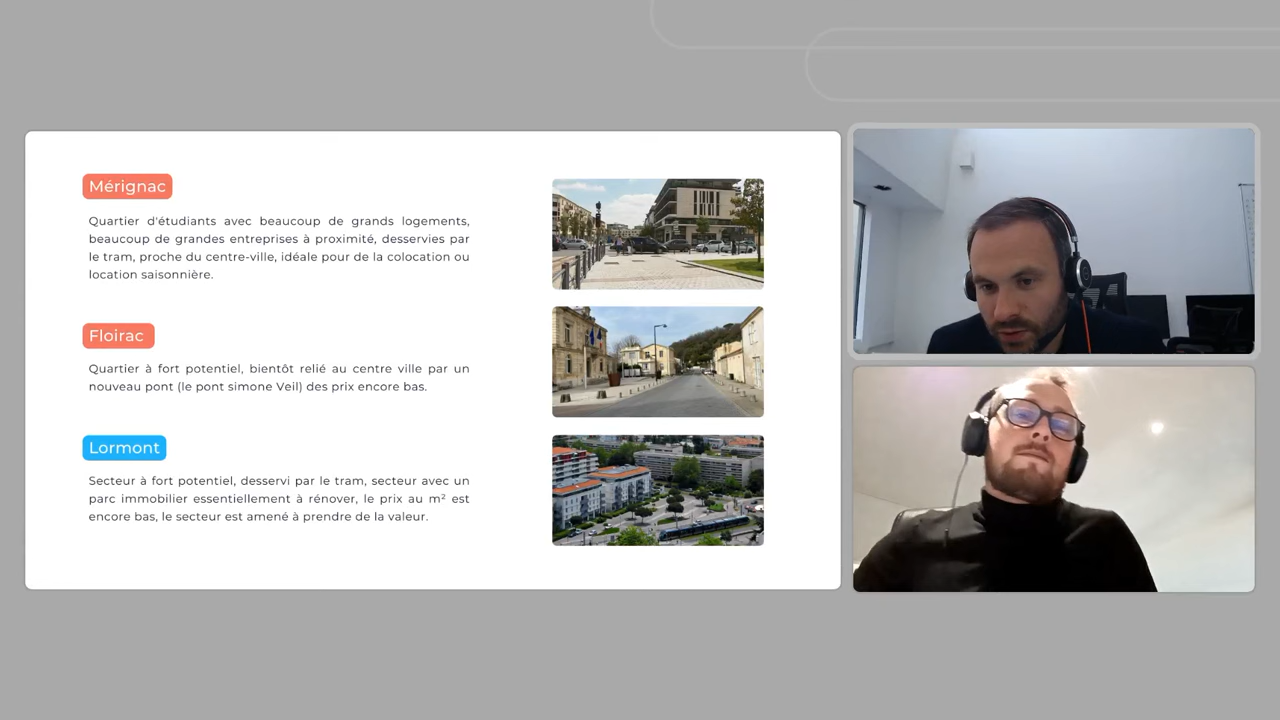 Mérignac
Quartier d'étudiants avec beaucoup de grands logements,
beaucoup de grandes entreprises à proximité, desservies par
le tram, proche du centre-ville, idéale pour de la colocation ou
location saisonnière.
Floirac
Quartier à fort potentiel, bientôt relié au centre ville par un
nouveau pont (le pont simone Veil) des prix encore bas.
Lormont
Secteur à fort potentiel, desservi par le tram, secteur avec un
parc immobilier essentiellement à rénover, le prix au m² est
encore bas, le secteur est amené à prendre de la valeur.